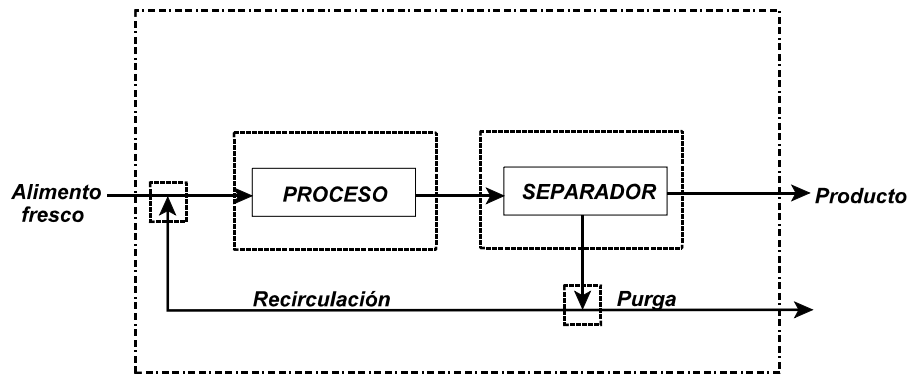 Alimento
fresco
PROCESO
SEPARADOR
Producto
Recirculación
Purga